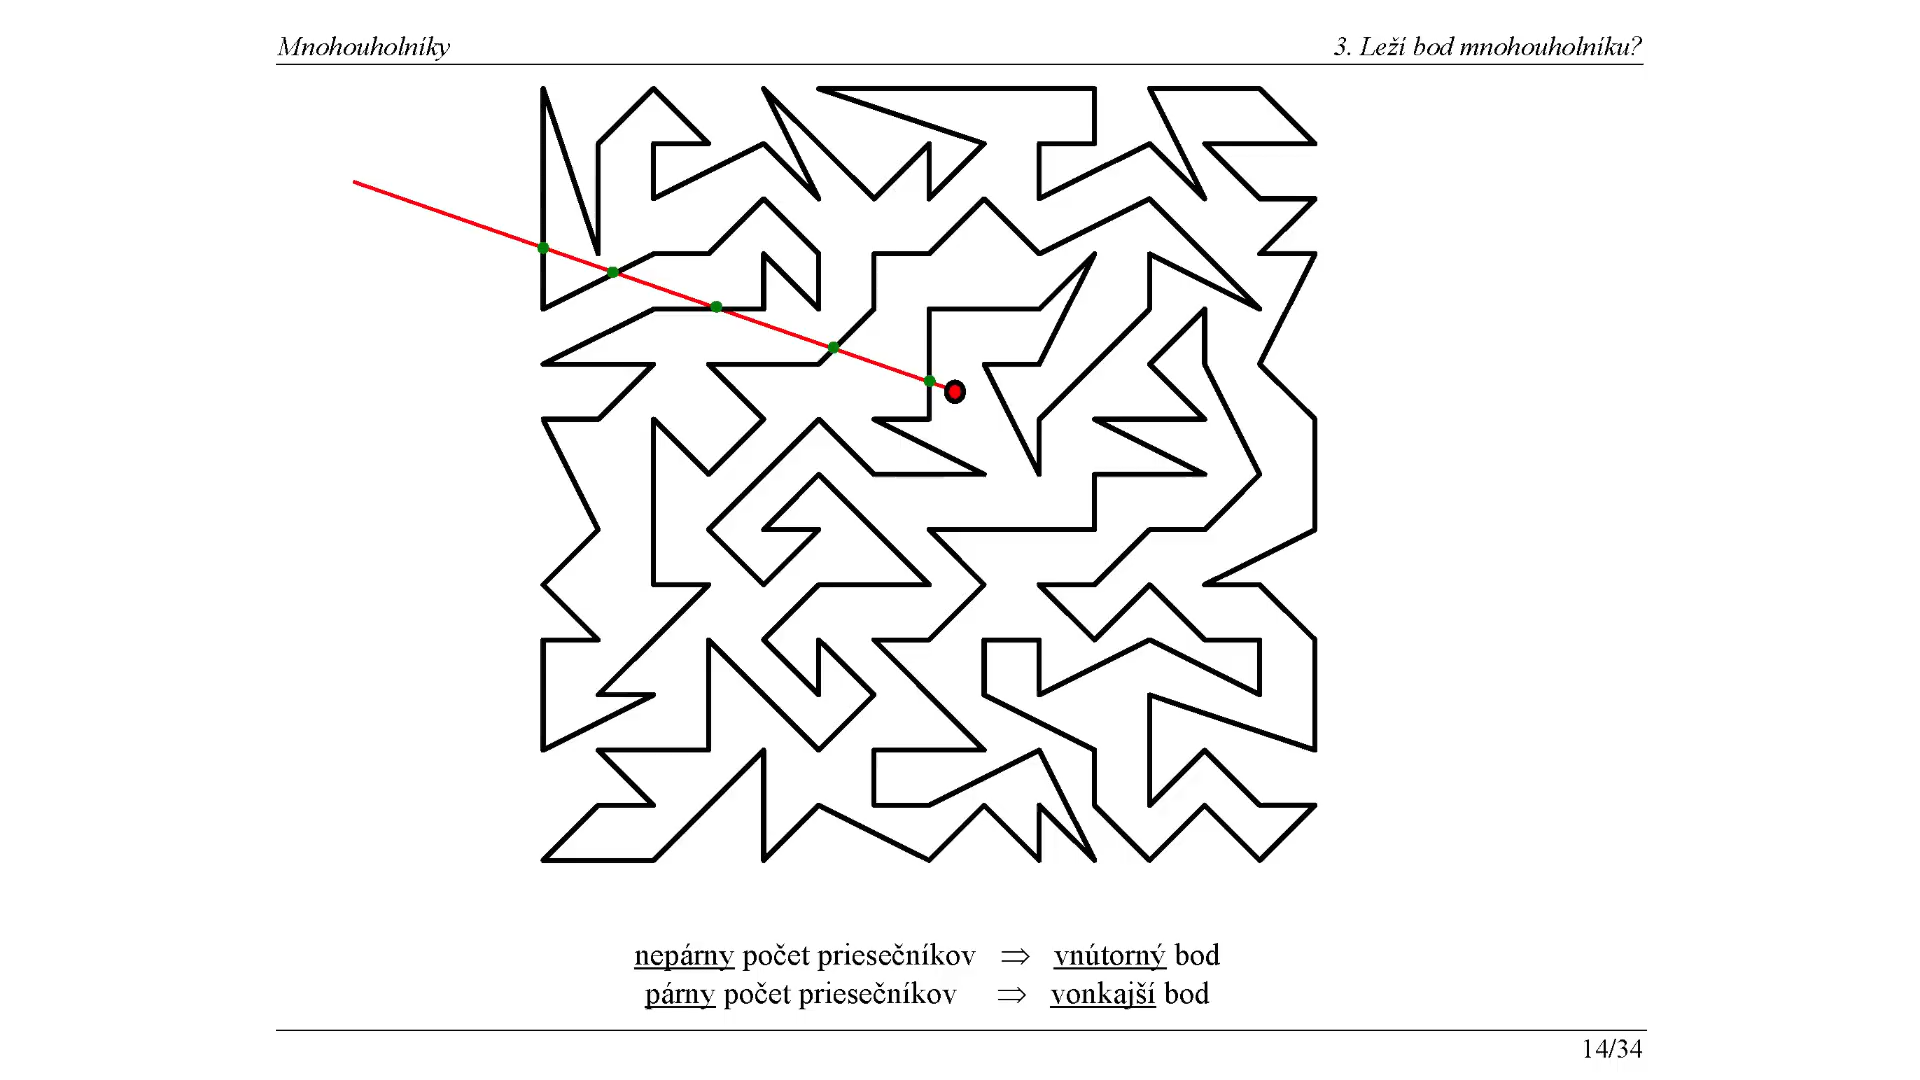 Mnohouholníky
3. Leží bod mnohouholníku?
nepárny počet priesečníkov ⇒ vnútorný bod
párny počet priesečníkov ⇒ vonkajší bod
14/34